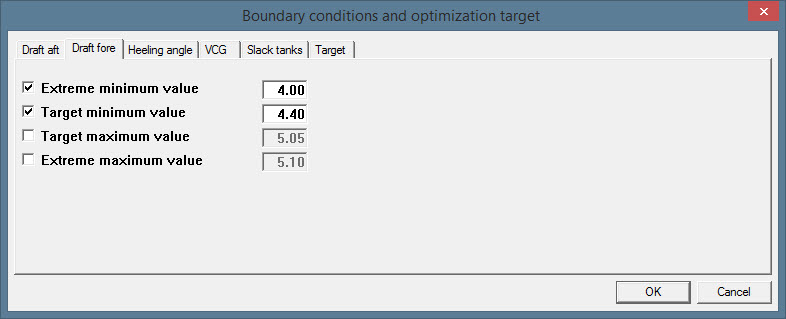 Boundary conditions and optimization target
Draft aft Draft fore Heeling angle VCG Slack tanks Target
Extreme minimum value 4.00
Target minimum value 4.40
Target maximum value 5.05
Extreme maximum value 5.10
OK Cancel